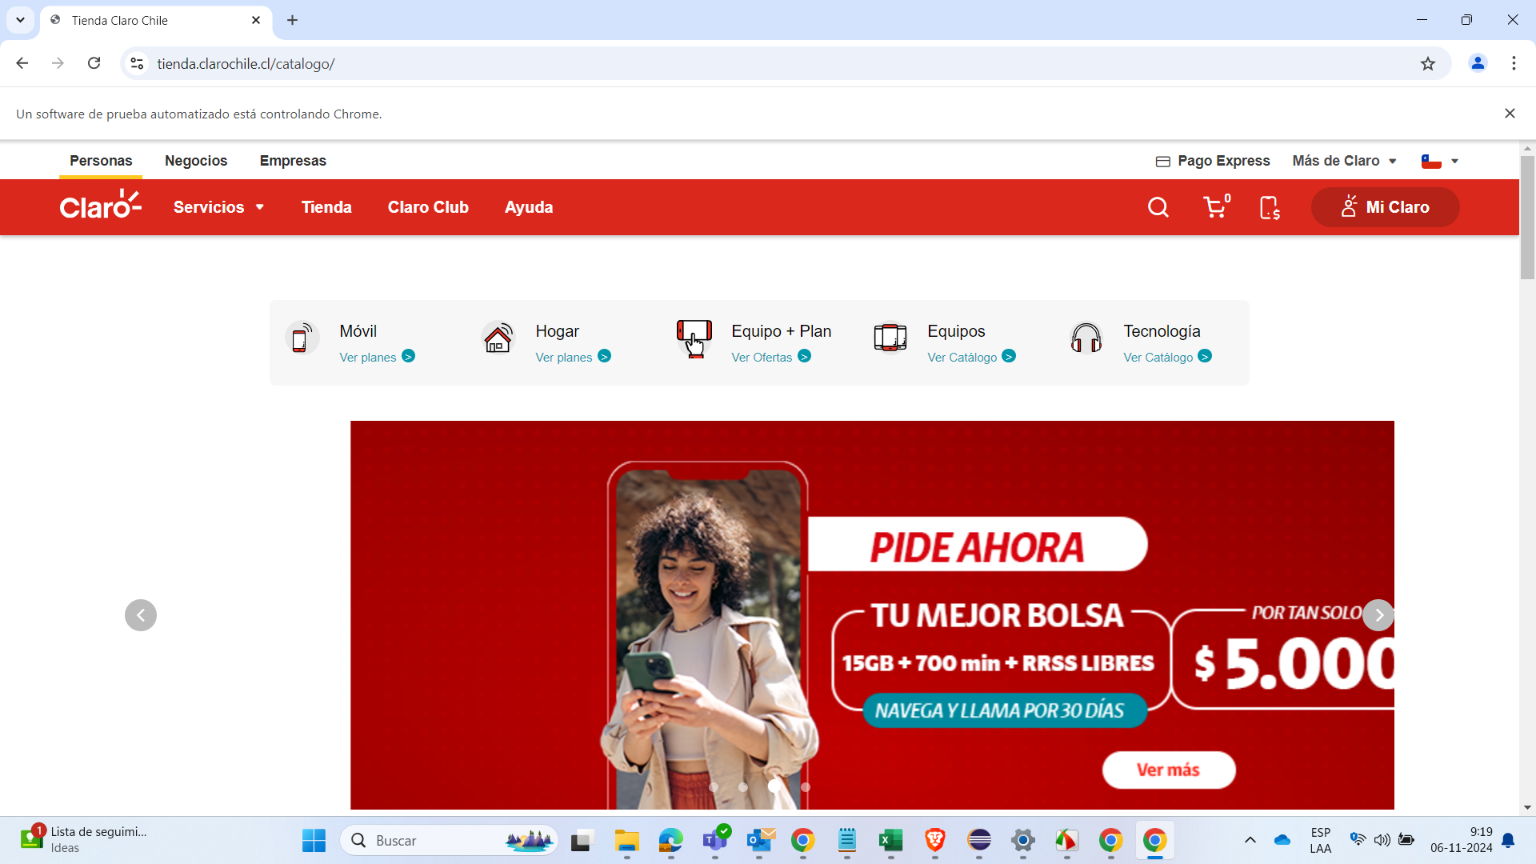 Tienda Claro Chile
tienda.clarochile.cl/catalogo/
Un software de prueba automatizado está controlando Chrome.
Personas Negocios Empresas Pago Express Más de Claro
Claro Servicios Tienda Claro Club Ayuda 0 Mi Claro
Móvil
Ver planes
Hogar
Ver planes
Equipo + Plan
Ver Ofertas
Equipos
Ver Catálogo
Tecnología
Ver Catálogo
PIDE AHORA
TU MEJOR BOLSA
15GB + 700 min + RRSS LIBRES
NAVEGA Y LLAMA POR 30 DÍAS
POR TAN SOLO
$ 5.000
Ver más
1
Lista de seguimi...
Ideas
Buscar
ESP
LAA
9:19
06-11-2024